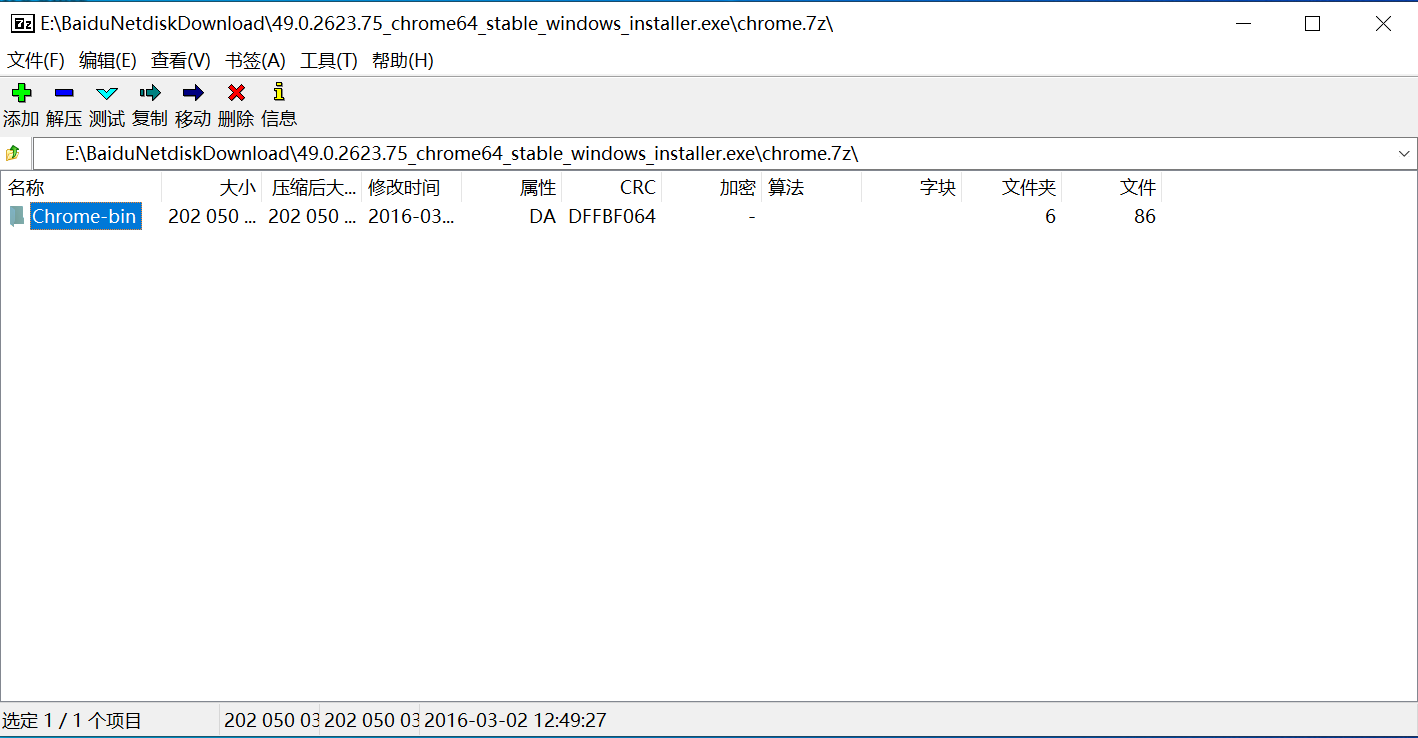 E:\BaiduNetdiskDownload\49.0.2623.75_chrome64_stable_windows_installer.exe\chrome.7z\
文件(F) 编辑(E) 查看(V) 书签(A) 工具(T) 帮助(H)
添加 解压 测试 复制 移动 删除 信息
E:\BaiduNetdiskDownload\49.0.2623.75_chrome64_stable_windows_installer.exe\chrome.7z\
名称 大小 压缩后大... 修改时间 属性 CRC 加密 算法 字块 文件夹 文件
Chrome-bin 202 050 ... 202 050 ... 2016-03... DA DFFBF064 - 6 86
选定 1 / 1 个项目 202 050 03 202 050 03 2016-03-02 12:49:27